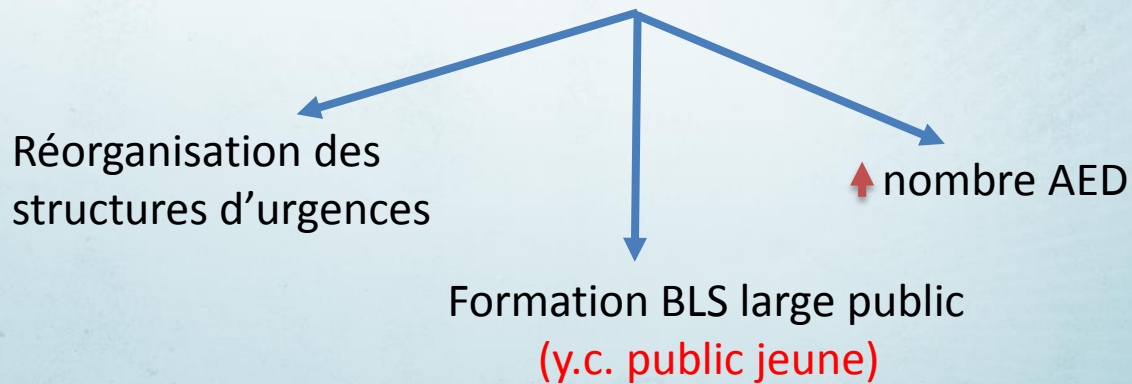 Réorganisation des
structures d’urgences
nombre AED
Formation BLS large public
(y.c. public jeune)